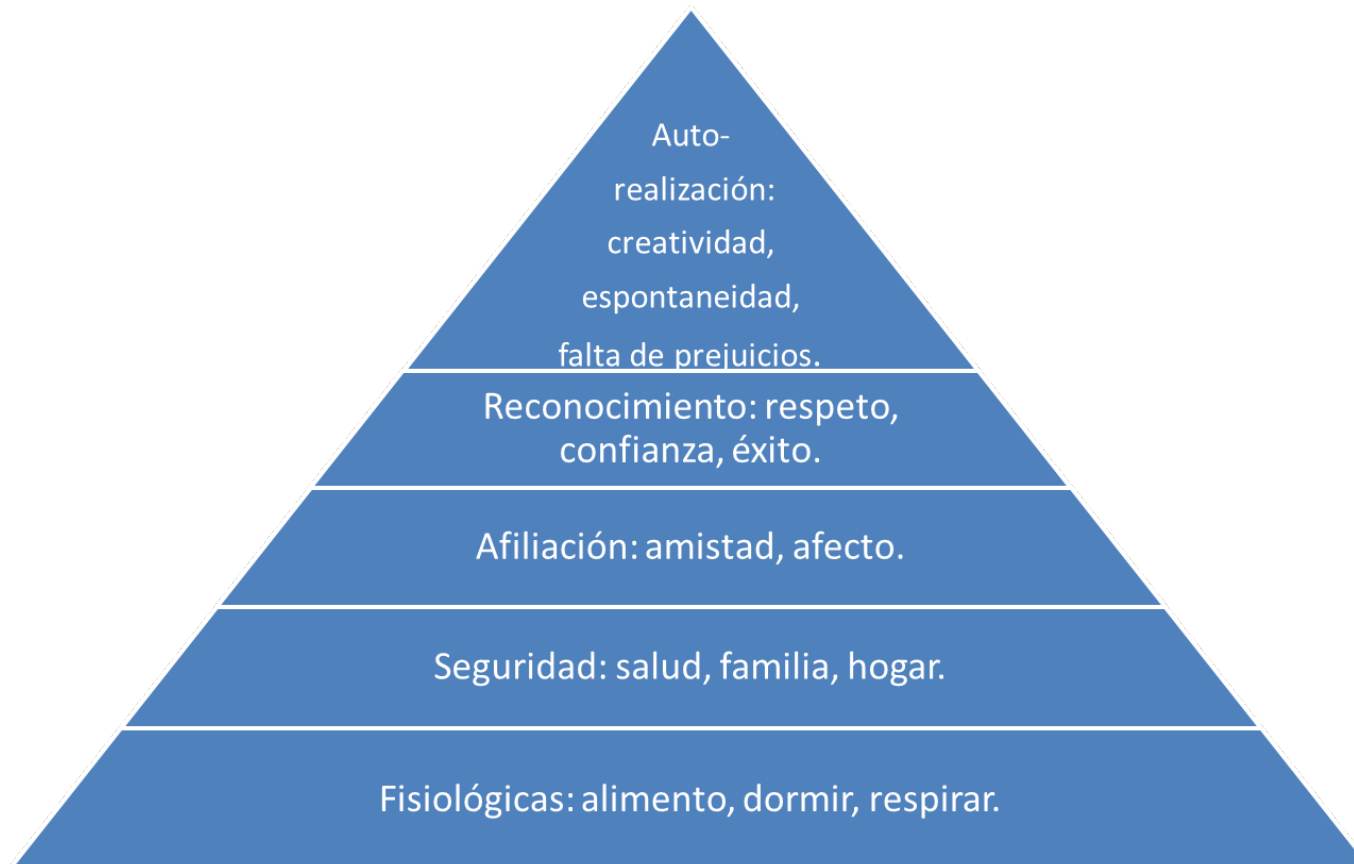 Auto-
realización:
creatividad,
espontaneidad,
falta de prejuicios.
Reconocimiento: respeto,
confianza, éxito.
Afiliación: amistad, afecto.
Seguridad: salud, familia, hogar.
Fisiológicas: alimento, dormir, respirar.